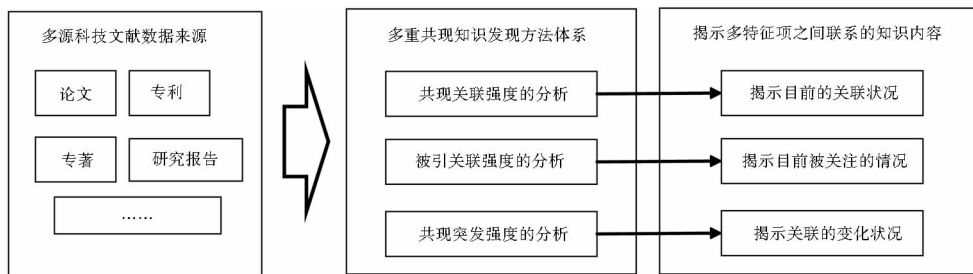 多源科技文献数据来源
论文
专利
专著
研究报告
……
多重共现知识发现方法体系
共现关联强度的分析
被引关联强度的分析
共现突发强度的分析
揭示多特征项之间联系的知识内容
揭示目前的关联状况
揭示目前被关注的情况
揭示关联的变化状况